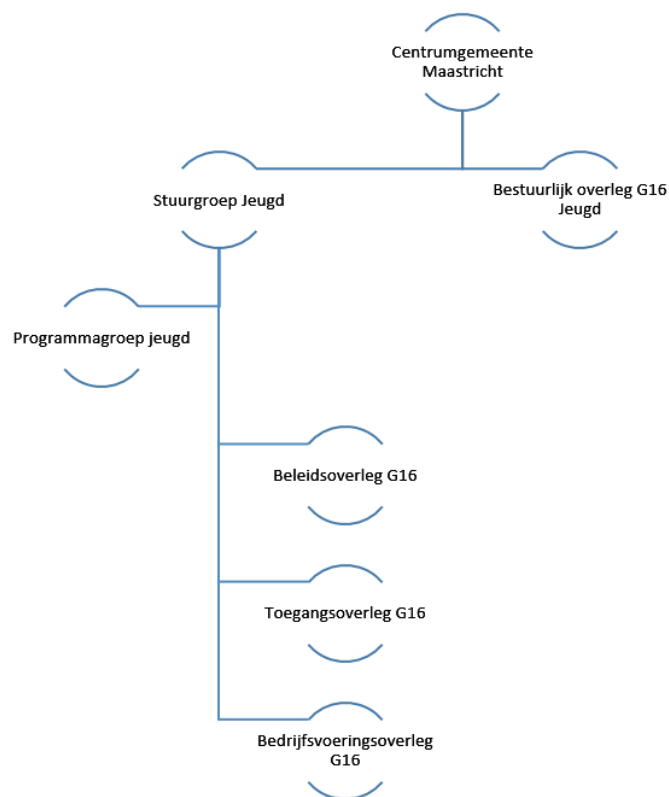 Centrumgemeente
Maastricht
Stuurgroep Jeugd
Bestuurlijk overleg G16
Jeugd
Programmagroep jeugd
Beleidsoverleg G16
Toegangsoverleg G16
Bedrijfsvoeringsoverleg
G16